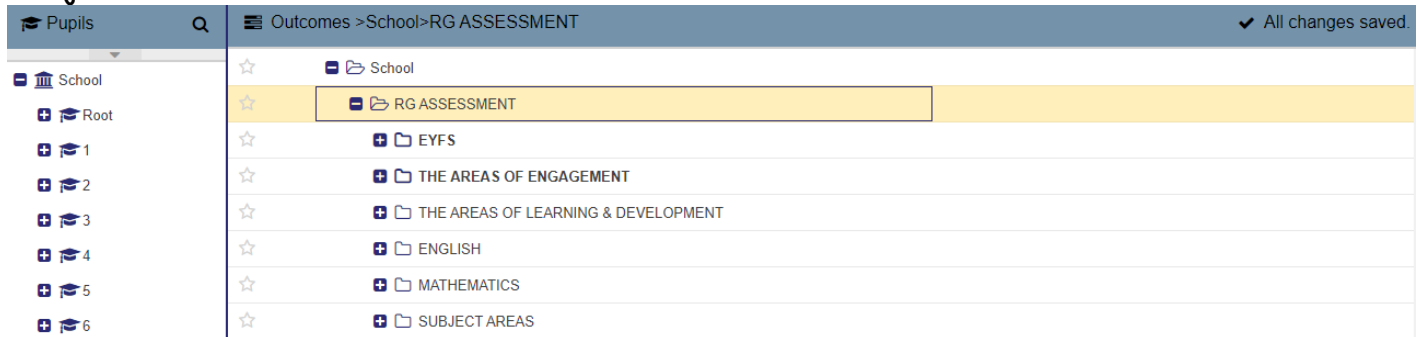 Pupils
Outcomes >School>RG ASSESSMENT
All changes saved.
School
Root
1
2
3
4
5
6
School
RG ASSESSMENT
EYFS
THE AREAS OF ENGAGEMENT
THE AREAS OF LEARNING & DEVELOPMENT
ENGLISH
MATHEMATICS
SUBJECT AREAS